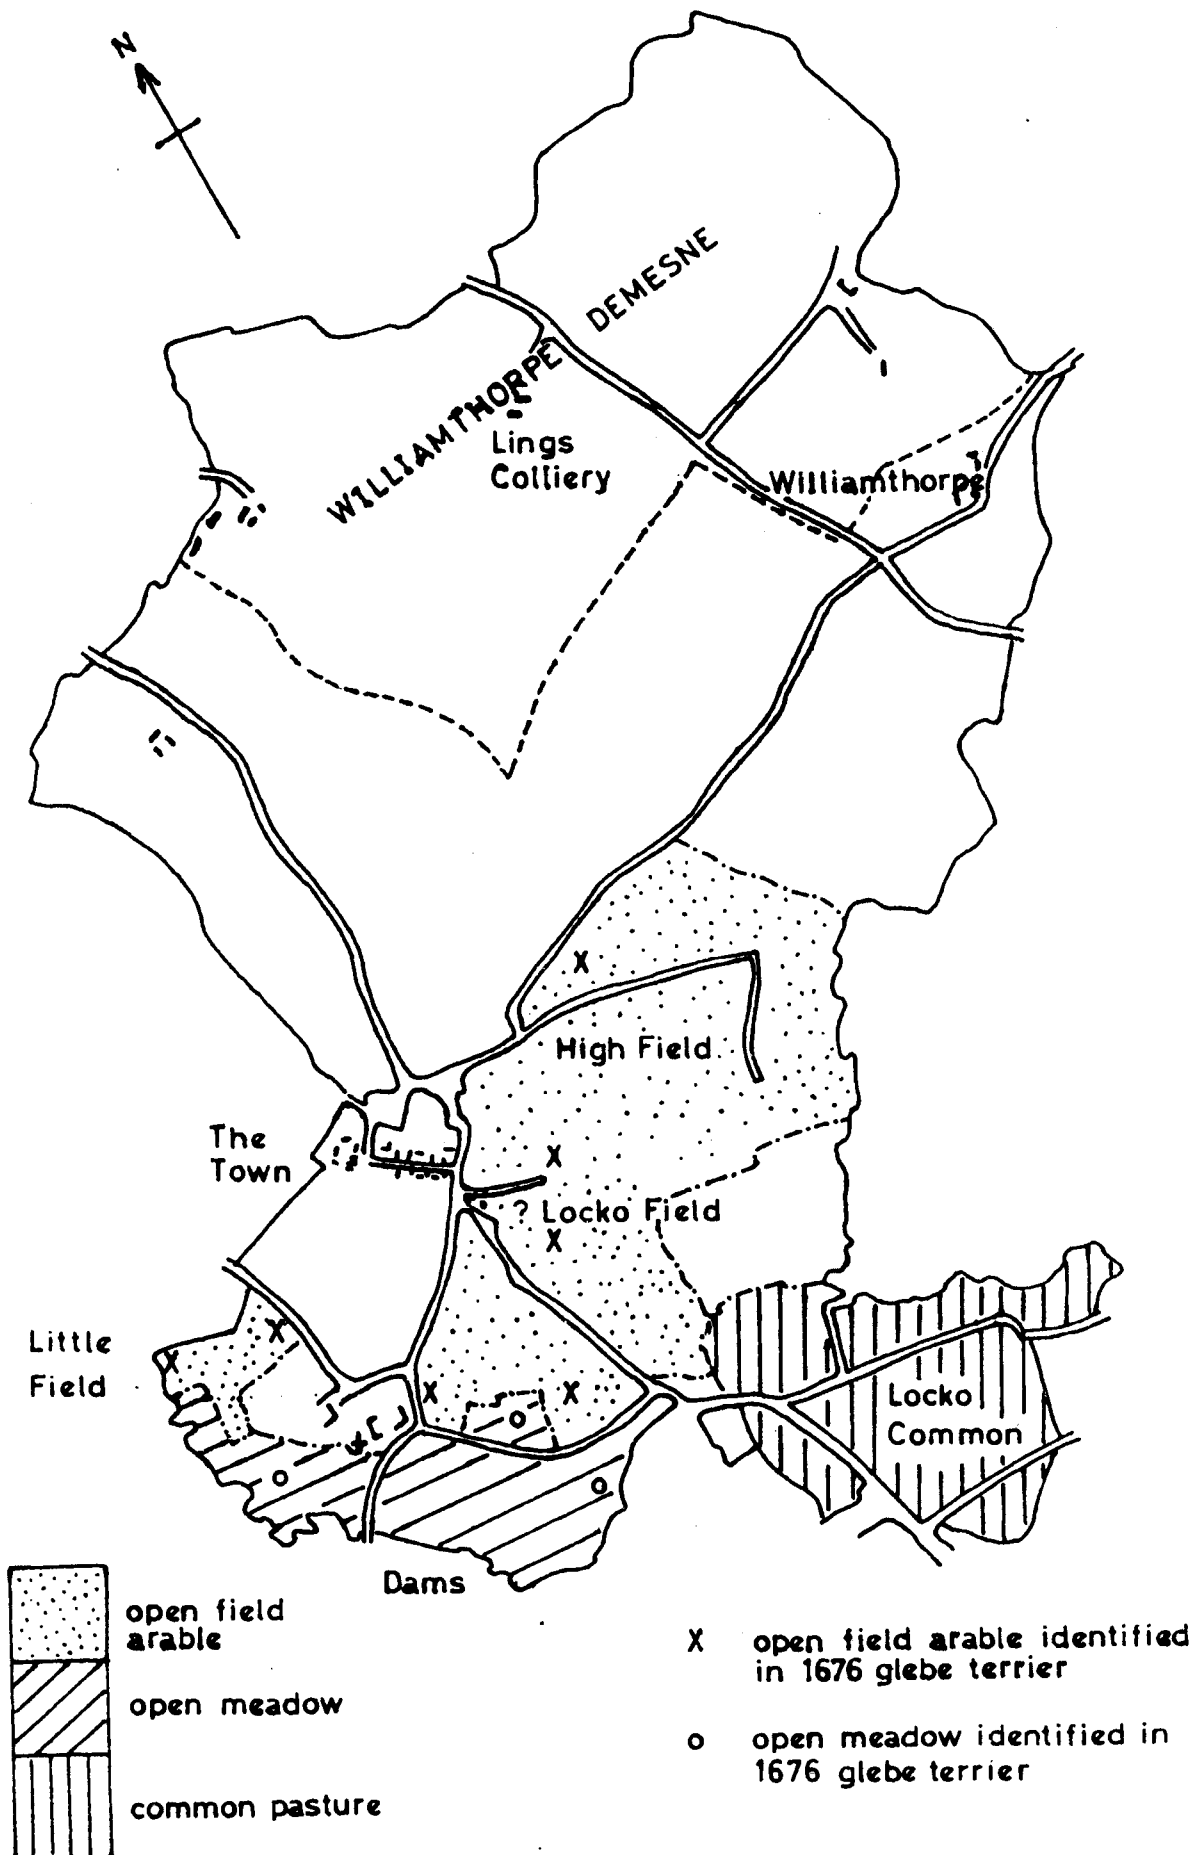 N
WILLIAMTHORPE DEMESNE
Lings
Colliery
Williamthorpe
High Field
The
Town
? Locko Field
Little
Field
Locko
Common
Dams
open field
arable
open meadow
common pasture
X open field arable identified
in 1676 glebe terrier
o open meadow identified in
1676 glebe terrier
X
X
X
X
X
X
X
o
o
o